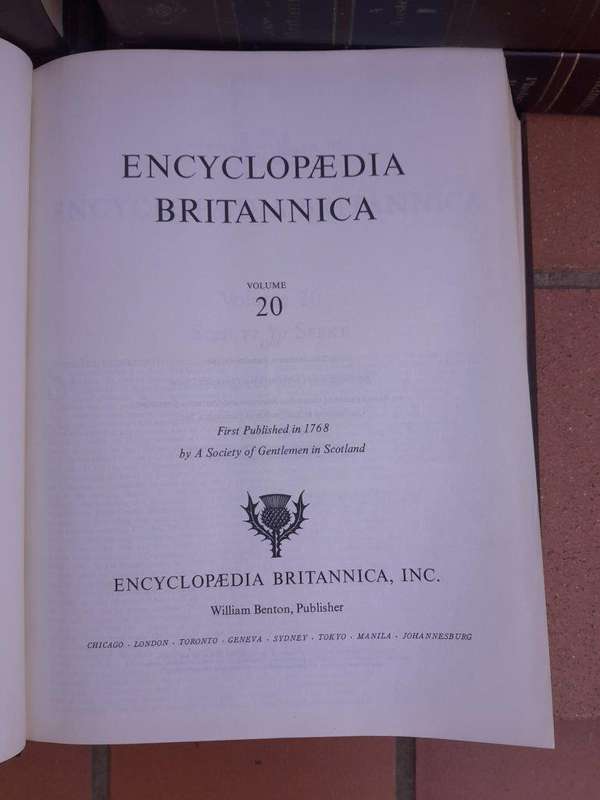 ENCYCLOPÆDIA
BRITANNICA
VOLUME
20
First Published in 1768
by A Society of Gentlemen in Scotland
ENCYCLOPÆDIA BRITANNICA, INC.
William Benton, Publisher
CHICAGO · LONDON · TORONTO · GENEVA · SYDNEY · TOKYO · MANILA · JOHANNESBURG